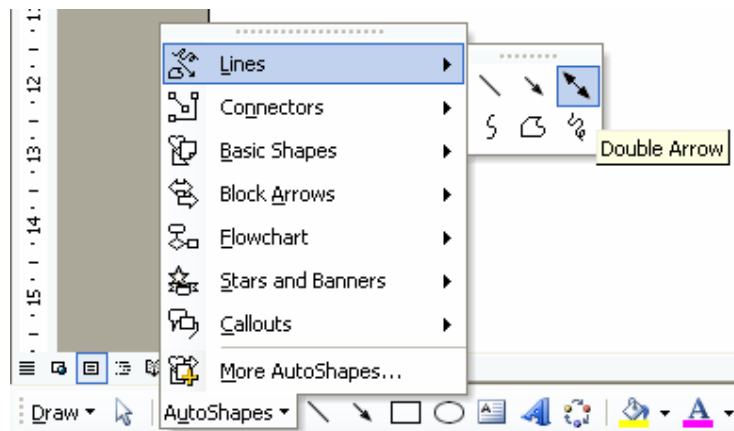 Lines
Connectors
Basic Shapes
Block Arrows
Flowchart
Stars and Banners
Callouts
More AutoShapes...
Double Arrow
12
13
14
15
Draw
AutoShapes
A